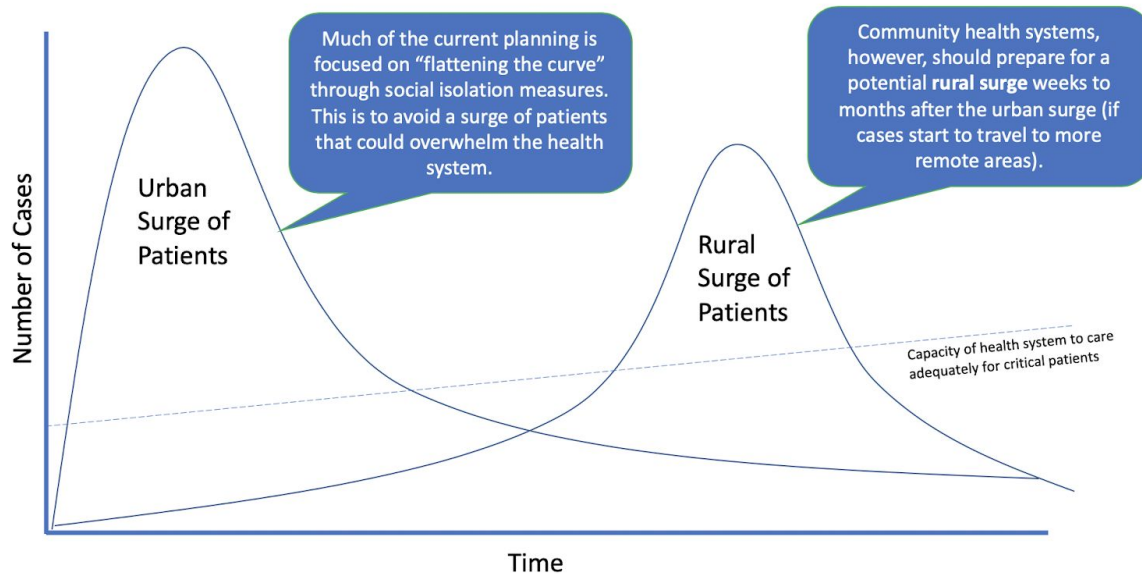 Much of the current planning is
focused on “flattening the curve”
through social isolation measures.
This is to avoid a surge of patients
that could overwhelm the health
system.
Community health systems,
however, should prepare for a
potential rural surge weeks to
months after the urban surge (if
cases start to travel to more
remote areas).
Number of Cases
Urban
Surge of
Patients
Rural
Surge of
Patients
Capacity of health system to care
adequately for critical patients
Time